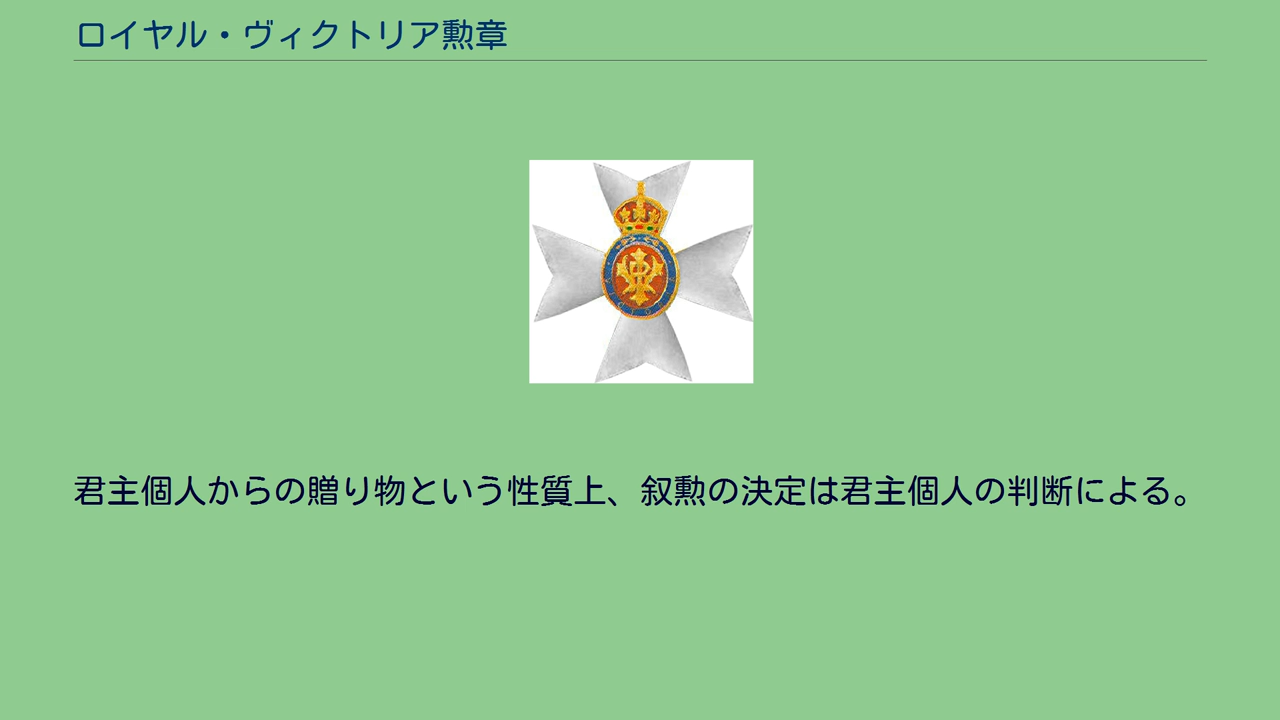 ロイヤル・ヴィクトリア勲章
君主個人からの贈り物という性質上、叙勲の決定は君主個人の判断による。